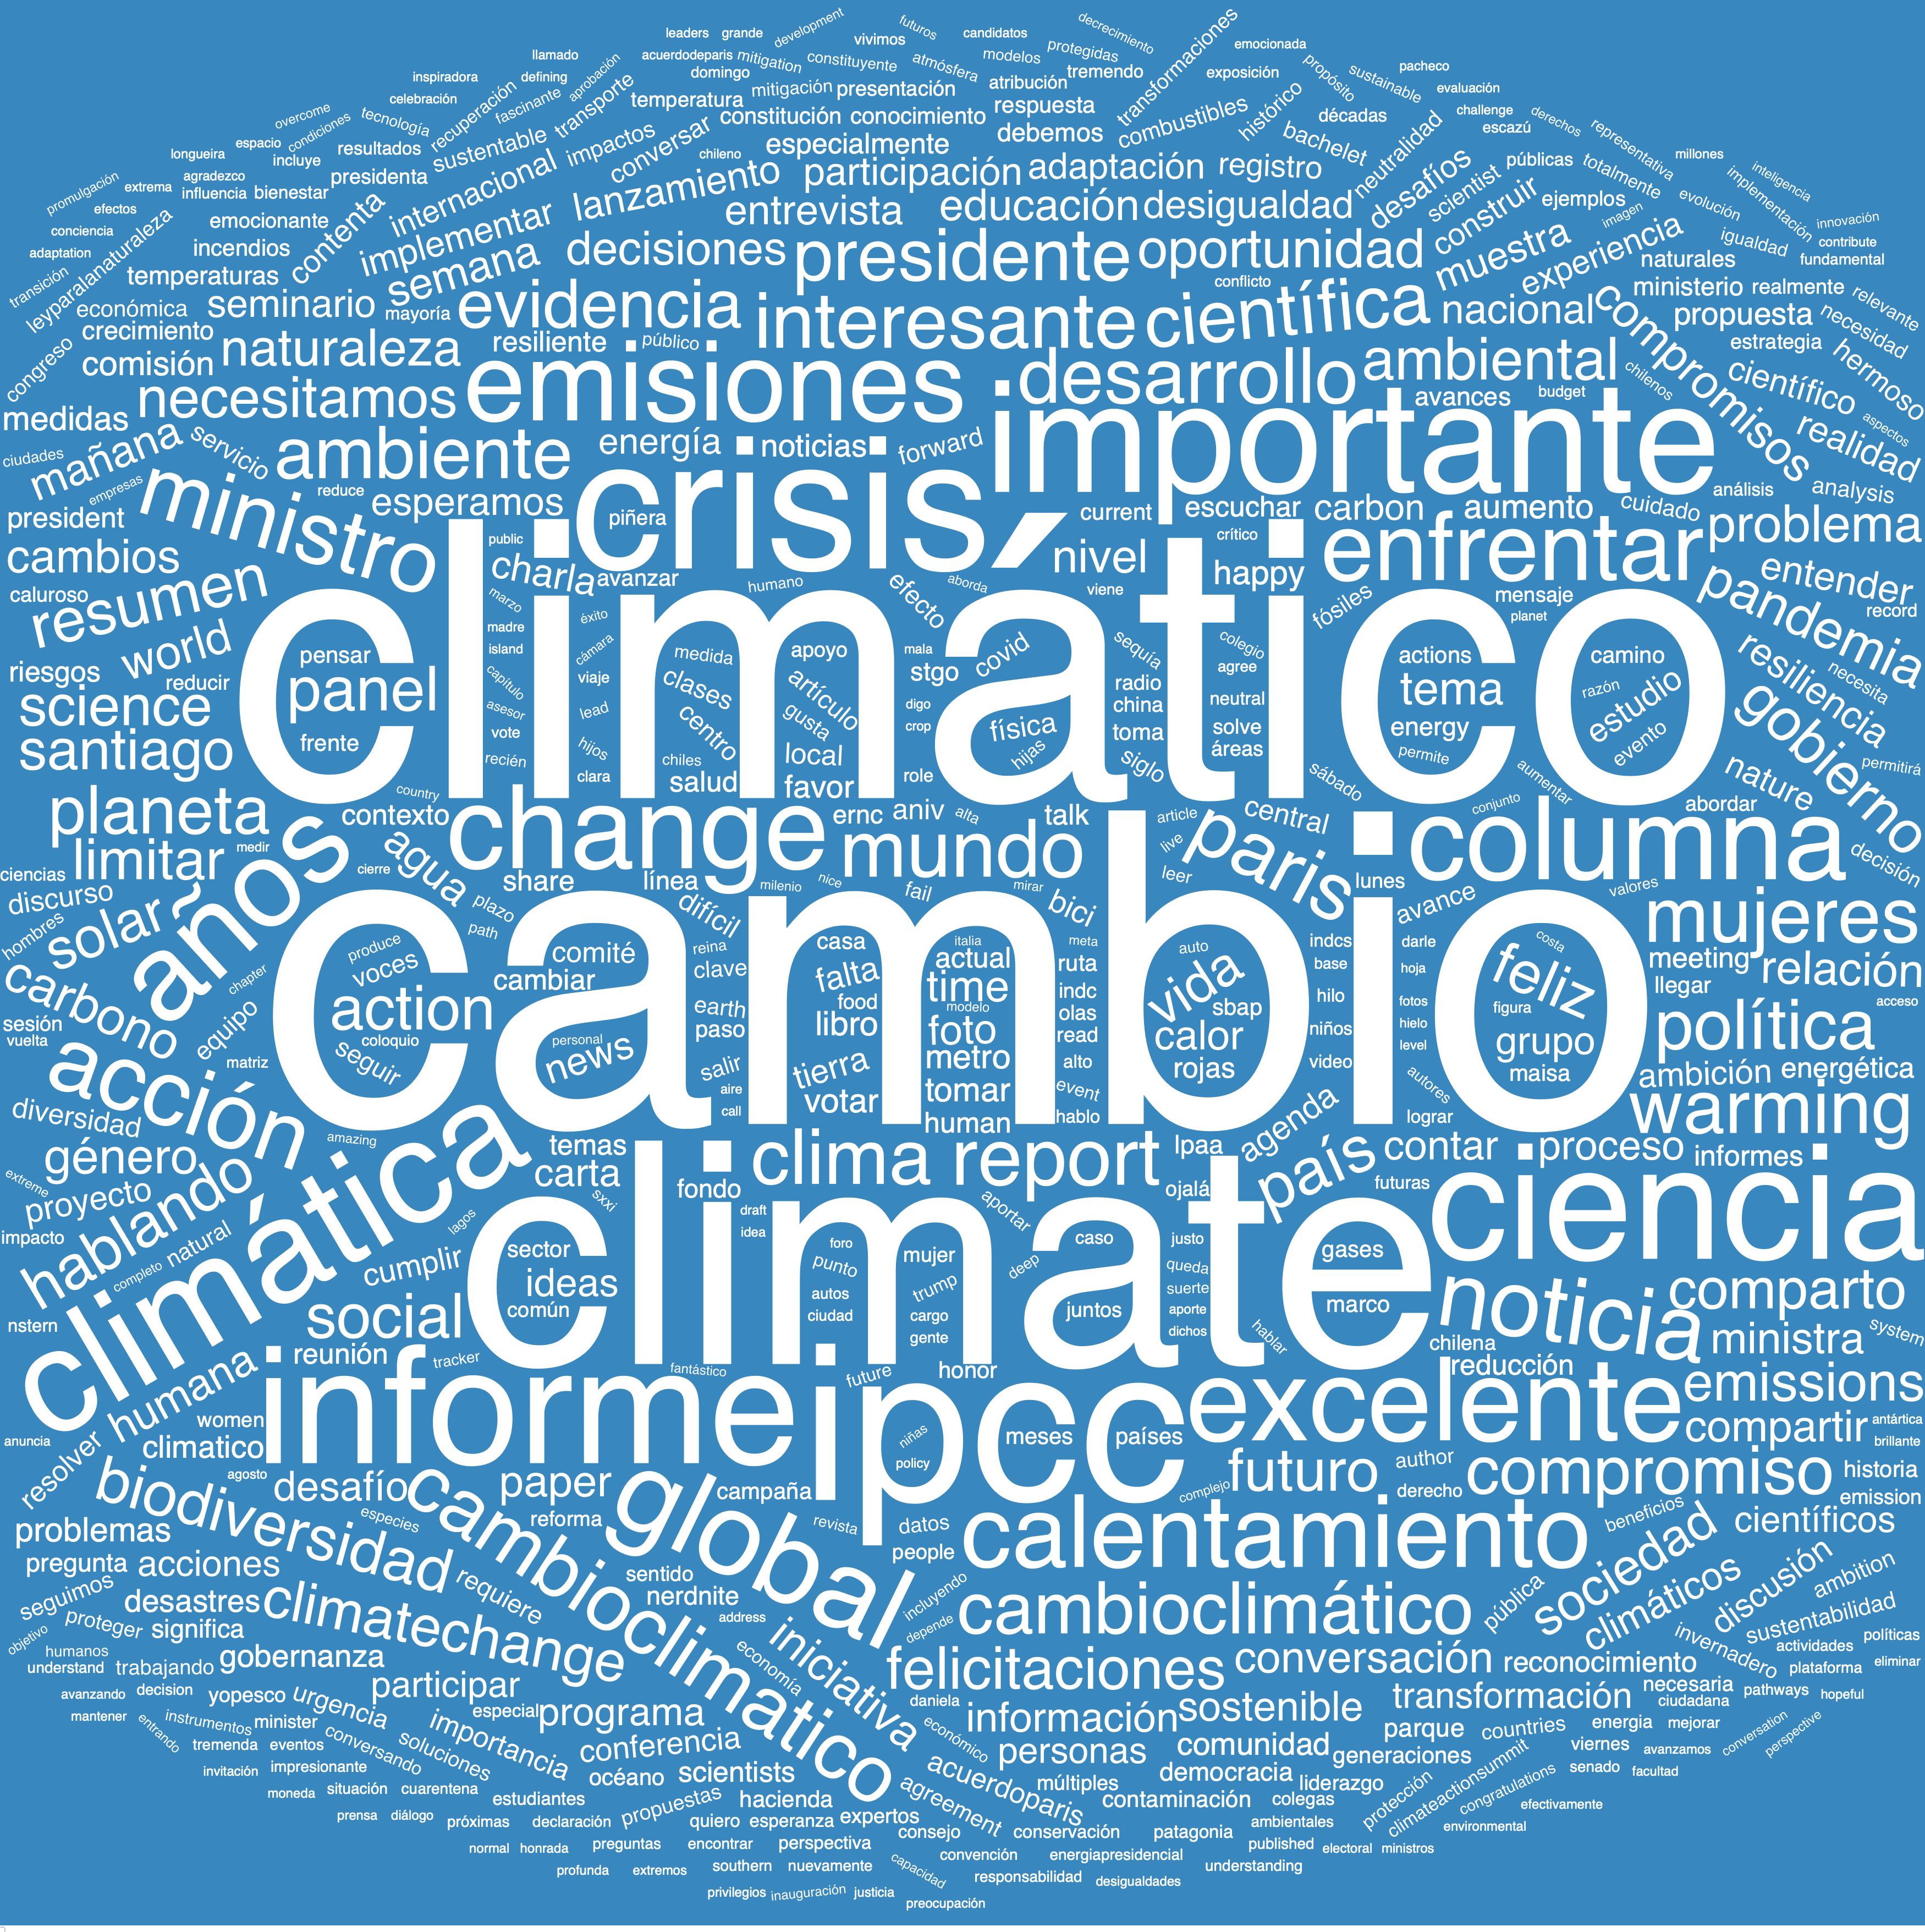 leaders grande development futuros candidatos decrecimiento transformaciones
llamado acuerdodeparis mitigation constituyente vivimos atmósfera modelos protegidas emocionada
inspiradora defining aprobación domingo tremendo exposición propósito sustainable pacheco
celebración fascinante transporte temperatura mitigación presentación atribución combustibles histórico evaluación
overcome condiciones tecnología recuperación sustentable constitución conocimiento respuesta debemos décadas challenge derechos
longueira espacio incluye resultados impactos conversar especialmente bachelet neutralidad escazú representativa
promulgación extrema agradezco influencia bienestar presidenta internacional chileno participación adaptación registro desafíos scientist públicas totalmente millones inteligencia
efectos conciencia emocionante contenta implementar lanzamiento entrevista educación desigualdad construir ejemplos imagen evolución implementación innovación
adaptation leyparalanaturaleza incendios semana decisiones presidente oportunidad muestra experiencia igualdad contribute fundamental
transición temperaturas conflicto naturales
económica seminario mayoría evidencia interesante científica nacional compromisos ministerio realmente relevante
congreso crecimiento comisión naturaleza resiliente público propuesta necesidad estrategia hermoso
medidas necesitamos emisiones desarrollo ambiental avances budget chilenos científico aspectos
ciudades mañana servicio ambiente energía noticias forward importante realidad
empresas ministro reduce esperamos crisis piñera current escuchar carbon aumento cuidado análisis analysis
president cambios public charla avanzar nivel crítico happy enfrentar problema
caluroso resumen marzo humano efecto aborda viene fósiles mensaje planet pandemia entender record
climático
world madre island éxito cámara medida apoyo mala stgo covid sequía colegio agree actions camino resiliencia necesita
riesgos reducir pensar panel capítulo viaje clases artículo digo radio china neutral tema razón estudio gobierno
science asesor lead centro gusta crop física toma solve energy
santiago frente vote hijos local hijas áreas evento permite
recién clara chiles salud favor role siglo sábado aumentar nature permitirá
planeta country contexto change ernc aniv alta talk article central conjunto columna abordar
limitar medir años agua cierre share línea mundo live paris decisión
ciencias discurso solar plazo milenio nice fail mirar bici leer lunes avance valores mujeres
hombres path difícil
cambio
carbono chapter produce voces comité cambiar reina clave casa falta italia actual meta ruta auto vida indcs darle costa feliz meeting relación
action earth food time indc sbap base hoja llegar
sesión vuelta equipo coloquio paso libro modelo foto olas hilo fotos figura acceso política
acción matriz seguir personal news salir tierra metro read calor niños hielo grupo
diversidad aire call votar tomar alto event rojas video level maisa ambición energética
amazing human hablo autores lograr warming
género climática temas clima report lpaa agenda país contar proceso informes
extreme proyecto carta sxxi fondo aportar ojalá futuras ciencia
climate
impacto hablando natural completo lagos cumplir sector ideas común draft idea foro punto mujer deep caso justo queda gases noticia comparto
nstern social autos trump juntos suerte marco
ciudad cargo aporte ministra system
reunión tracker gente dichos hablar chilena reducción
humana informe fantástico future honor excelente emissions
anuncia women ipcc compartir antártica brillante
resolver climatico niñas policy meses países
agosto desafío paper global campaña complejo futuro author derecho compromiso historia emission
biodiversidad especies cambioclimatico reforma revista datos calentamiento beneficios científicos
problemas pregunta acciones people sociedad discusión ambition
seguimos desastres climatechange requiere sentido nerdnite incluyendo cambioclimático pública climáticos sustentabilidad
objetivo proteger significa address depende invernadero políticas
humanos understand trabajando gobernanza economía iniciativa felicitaciones conversación reconocimiento actividades plataforma eliminar
avanzando decision yopesco urgencia participar especial programa daniela información sostenible transformación necesaria ciudadana pathways hopeful
mantener entrando instrumentos minister conversando soluciones importancia conferencia económico personas comunidad parque countries energia mejorar
tremenda eventos generaciones viernes avanzamos conversation perspective
invitación impresionante océano scientists acuerdoparis múltiples democracia liderazgo climateactionsummit senado facultad
moneda situación cuarentena estudiantes hacienda agreement contaminación colegas protección congratulations efectivamente
prensa diálogo próximas declaración propuestas quiero esperanza expertos consejo conservación patagonia ambientales environmental
normal honrada preguntas encontrar perspectiva convención energiapresidencial published electoral ministros
profunda extremos southern nuevamente capacidad responsabilidad understanding
privilegios inauguración justicia desigualdades
preocupación